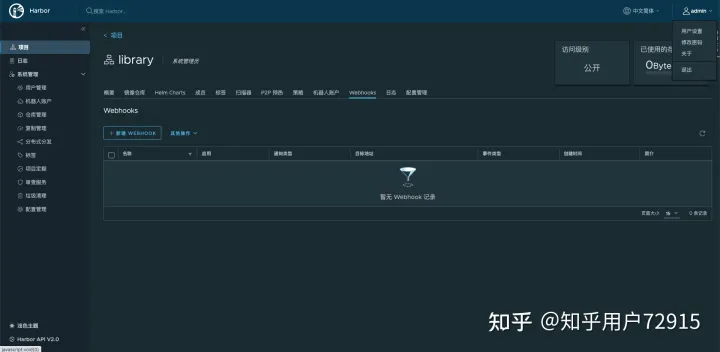 Harbor
搜索 Harbor...
中文简体
admin
用户设置
修改密码
关于
退出
«
项目
日志
系统管理
用户管理
机器人账户
仓库管理
复制管理
分布式分发
标签
项目定额
审查服务
垃圾清理
配置管理
浅色主题
Harbor API V2.0
javascript:void(0)
< 项目
library
系统管理员
访问级别
公开
已使用的
0Byte
概要 镜像仓库 Helm Charts 成员 标签 扫描器 P2P 预热 策略 机器人账户 Webhooks 日志 配置管理
Webhooks
+ 新建 WEBHOOK
其他操作
名称 启用 通知类型 目标地址 事件类型 创建时间 简介
暂无 Webhook 记录
页面大小 15 0 条记录
知乎 @知乎用户72915